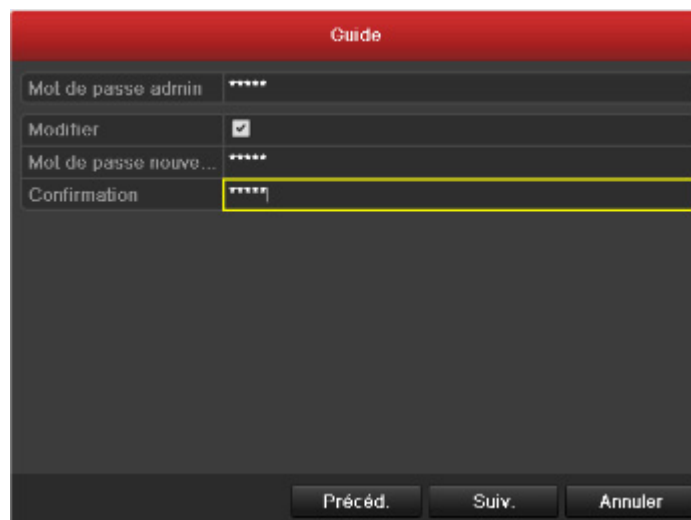 Guide
Mot de passe admin *****
Modifier
Mot de passe nouve... *****
Confirmation *****
Précéd. Suiv. Annuler